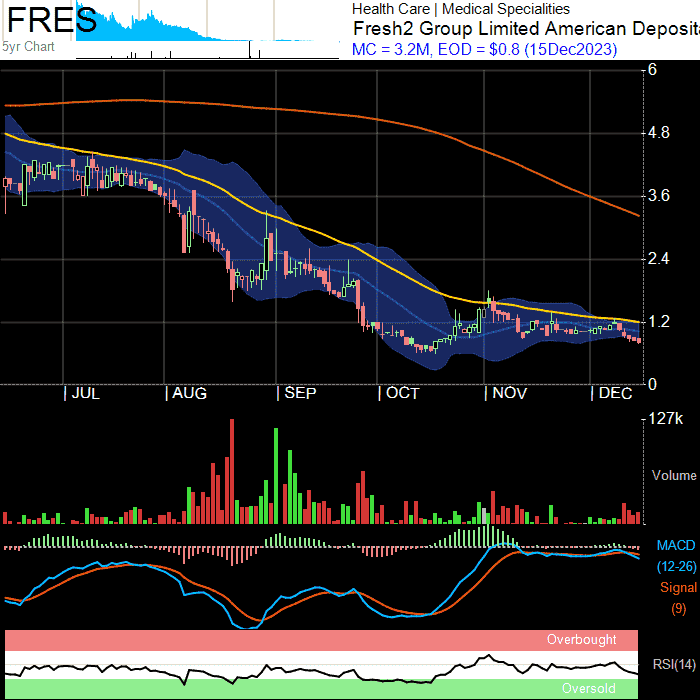 FRES
5yr Chart
Health Care | Medical Specialities
Fresh2 Group Limited American Deposita
MC = 3.2M, EOD = $0.8 (15Dec2023)
6
4.8
3.6
2.4
1.2
0
| JUL | AUG | SEP | OCT | NOV | DEC
127k
Volume
MACD
(12-26)
Signal
(9)
Overbought
RSI(14)
Oversold